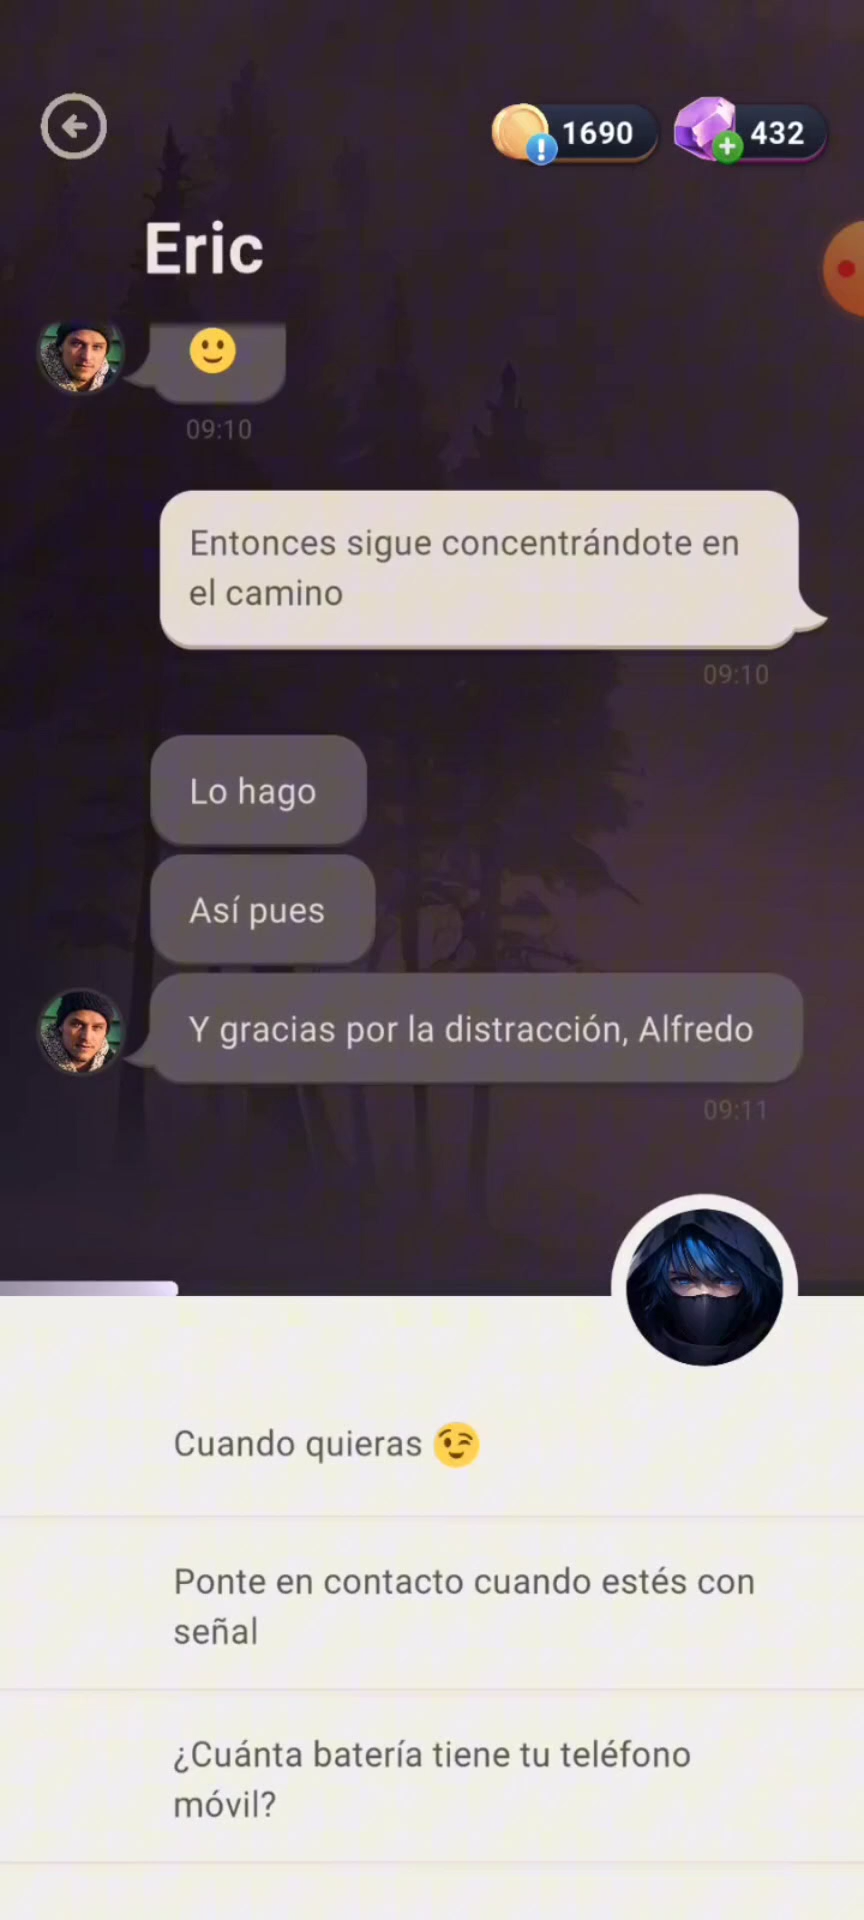 1690
432
Eric
🙂
09:10
Entonces sigue concentrándote en
el camino
09:10
Lo hago
Así pues
Y gracias por la distracción, Alfredo
09:11
Cuando quieras 😉
Ponte en contacto cuando estés con
señal
¿Cuánta batería tiene tu teléfono
móvil?